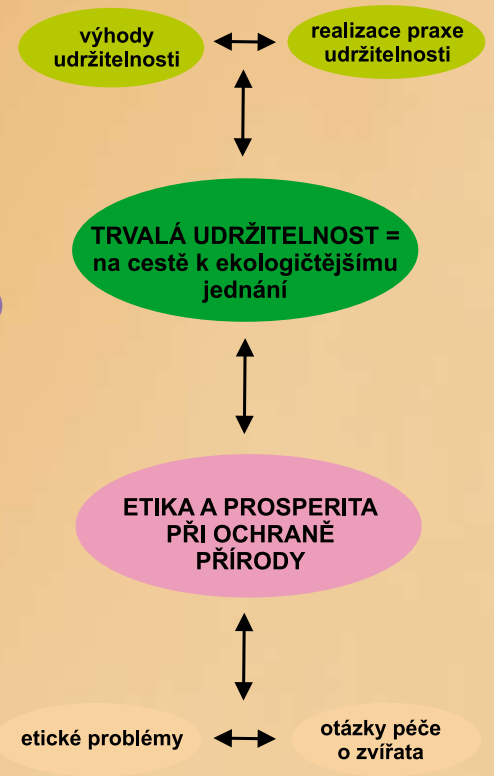 výhody
udržitelnosti
realizace praxe
udržitelnosti
TRVALÁ UDRŽITELNOST =
na cestě k ekologičtějšímu
jednání
ETIKA A PROSPERITA
PŘI OCHRANĚ
PŘÍRODY
etické problémy
otázky péče
o zvířata